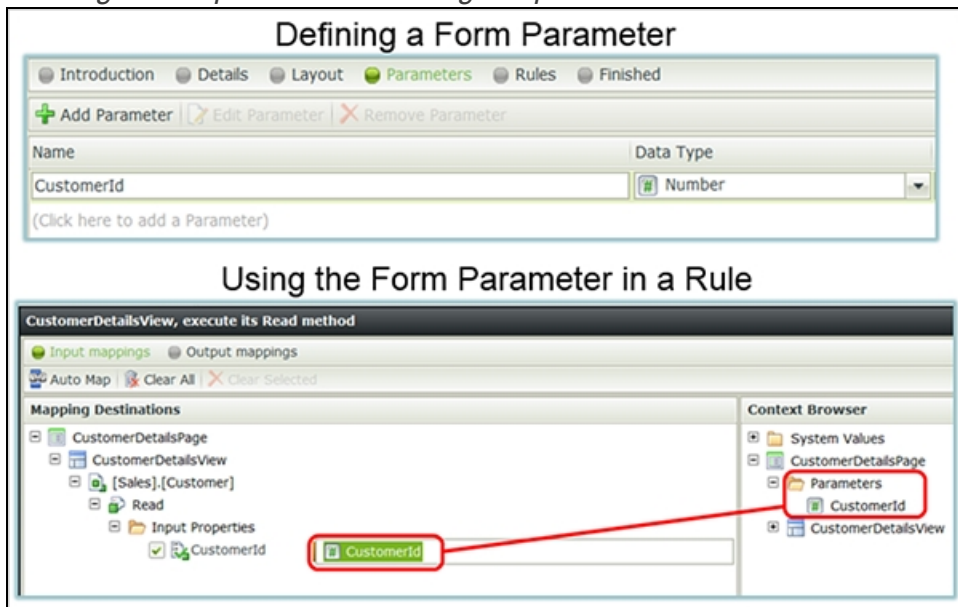 Defining a Form Parameter
Introduction Details Layout Parameters Rules Finished
Add Parameter Edit Parameter Remove Parameter
Name Data Type
CustomerId Number
(Click here to add a Parameter)
Using the Form Parameter in a Rule
CustomerDetailsView, execute its Read method
Input mappings Output mappings
Auto Map Clear All Clear Selected
Mapping Destinations Context Browser
CustomerDetailsPage System Values
CustomerDetailsView CustomerDetailsPage
[Sales].[Customer] Parameters
Read CustomerId
Input Properties CustomerDetailsView
CustomerId CustomerId